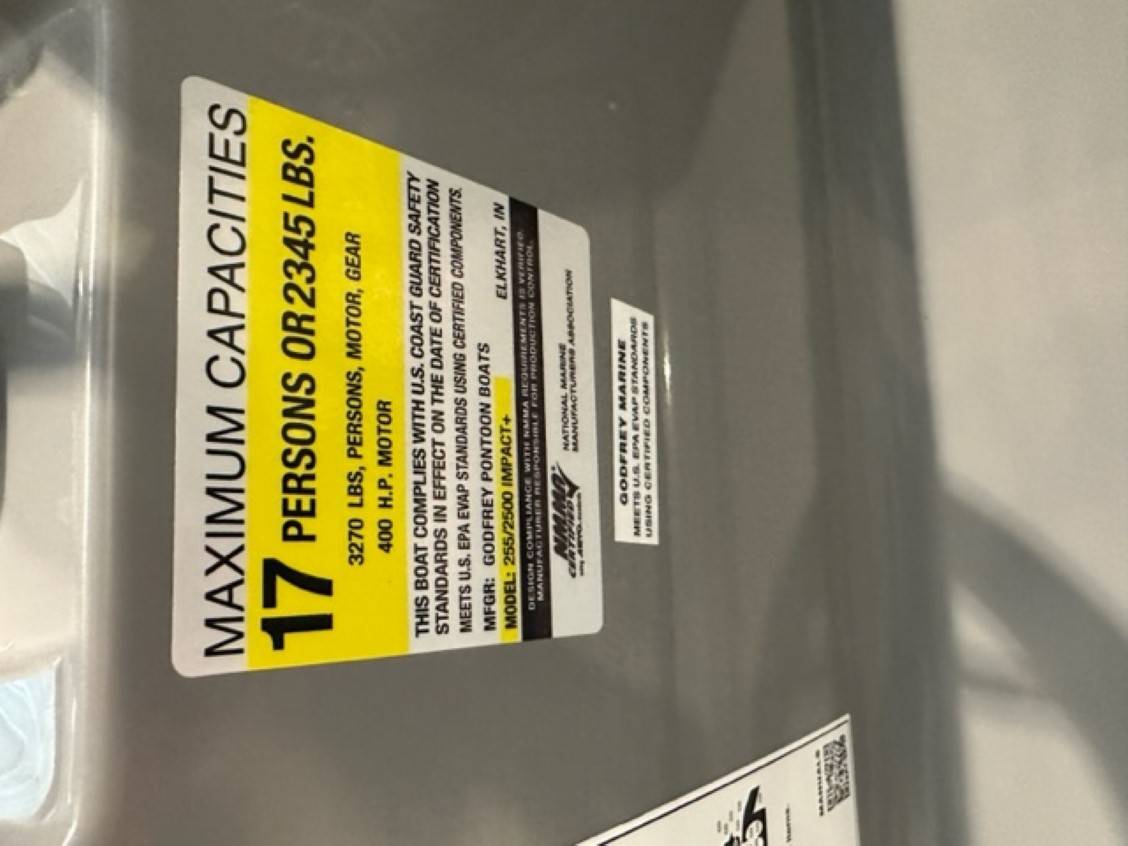 MAXIMUM CAPACITIES
17 PERSONS OR 2345 LBS.
3270 LBS, PERSONS, MOTOR, GEAR
400 H.P. MOTOR
THIS BOAT COMPLIES WITH U.S. COAST GUARD SAFETY
STANDARDS IN EFFECT ON THE DATE OF CERTIFICATION
MEETS U.S. EPA EVAP STANDARDS USING CERTIFIED COMPONENTS.
MFGR: GODFREY PONTOON BOATS ELKHART, IN
MODEL: 255/2500 IMPACT+
DESIGN COMPLIANCE WITH NMMA REQUIREMENTS IS VERIFIED.
MANUFACTURER RESPONSIBLE FOR PRODUCTION CONTROL.
NMMA
CERTIFIED
NATIONAL MARINE
MANUFACTURERS ASSOCIATION
GODFREY MARINE
MEETS U.S. EPA EVAP STANDARDS
USING CERTIFIED COMPONENTS
MANUALS